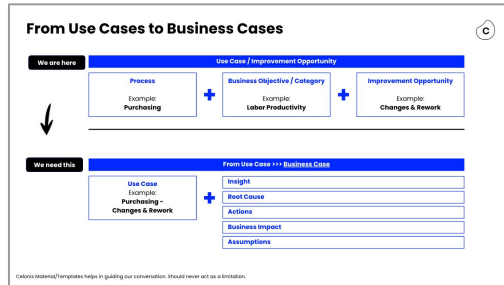 From Use Cases to Business Cases
C
We are here
Use Case / Improvement Opportunity
Process
Example:
Purchasing
+
Business Objective / Category
Example:
Labor Productivity
+
Improvement Opportunity
Example:
Changes & Rework
We need this
From Use Case >>> Business Case
Use Case
Example:
Purchasing -
Changes & Rework
+
Insight
Root Cause
Actions
Business Impact
Assumptions
Celonis Material/Templates helps in guiding our conversation. Should never act as a limitation.